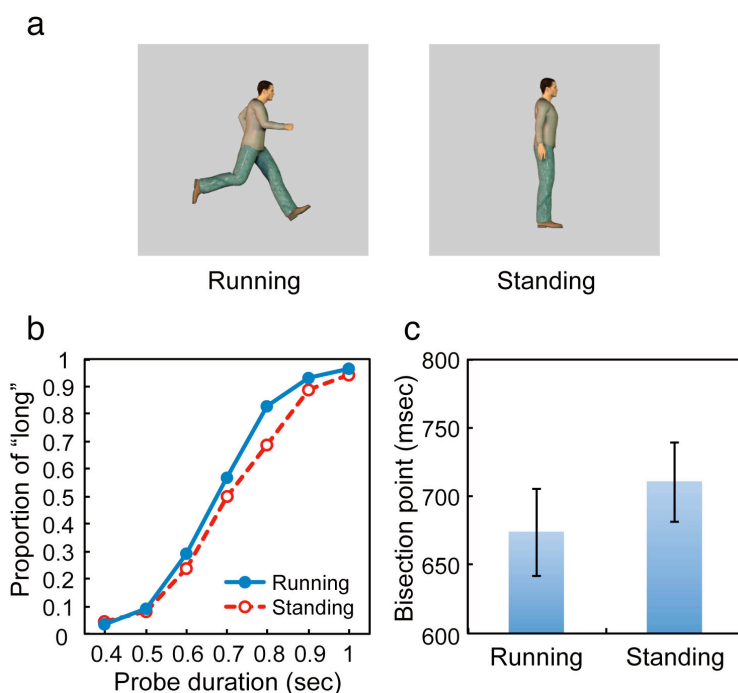 a
Running
Standing
b
Proportion of “long”
1
0.9
0.8
0.7
0.6
0.5
0.4
0.3
0.2
0.1
0
Running
Standing
0.4 0.5 0.6 0.7 0.8 0.9 1
Probe duration (sec)
c
Bisection point (msec)
800
750
700
650
600
Running Standing